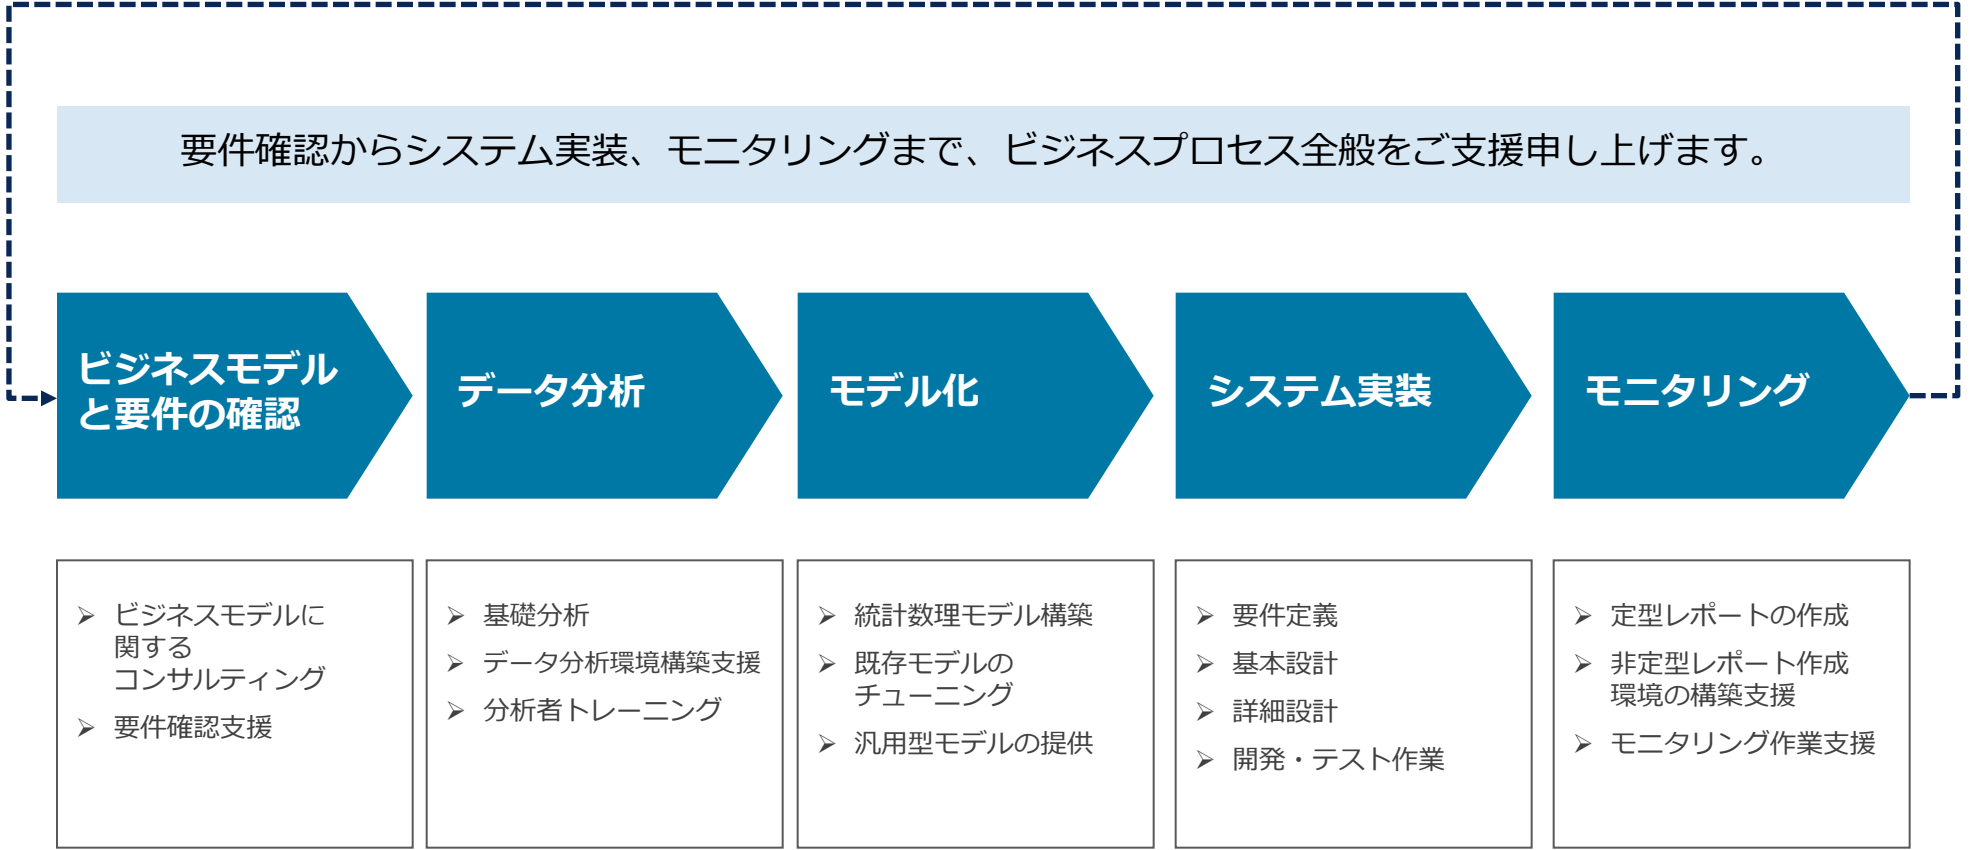 要件確認からシステム実装、モニタリングまで、ビジネスプロセス全般をご支援申し上げます。
ビジネスモデル
と要件の確認
データ分析
モデル化
システム実装
モニタリング
➢ ビジネスモデルに
関する
コンサルティング
➢ 要件確認支援
➢ 基礎分析
➢ データ分析環境構築支援
➢ 分析者トレーニング
➢ 統計数理モデル構築
➢ 既存モデルの
チューニング
➢ 汎用型モデルの提供
➢ 要件定義
➢ 基本設計
➢ 詳細設計
➢ 開発・テスト作業
➢ 定型レポートの作成
➢ 非定型レポート作成
環境の構築支援
➢ モニタリング作業支援